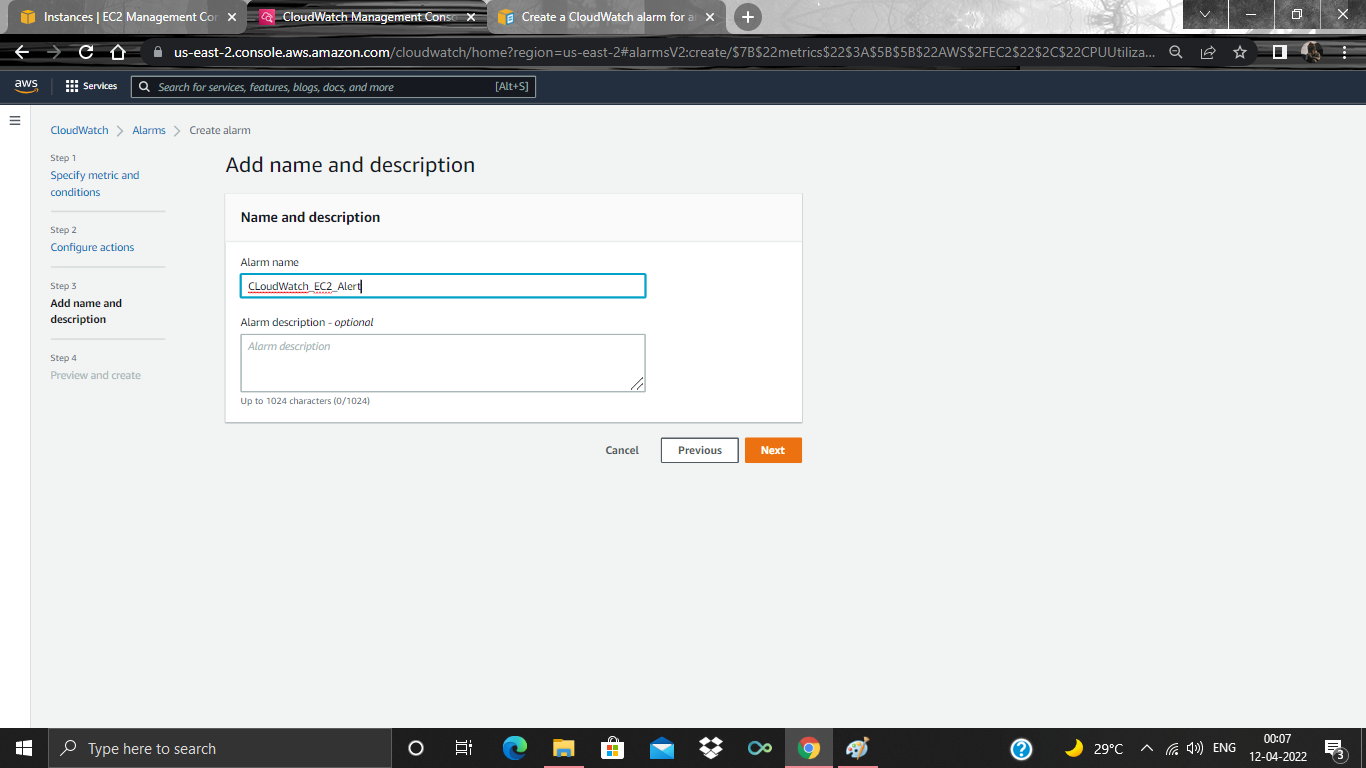 Instances | EC2 Management Con
CloudWatch Management Conso
Create a CloudWatch alarm for a
us-east-2.console.aws.amazon.com/cloudwatch/home?region=us-east-2#alarmsV2:create/$7B$22metrics$22$3A$5B$5B$22AWS$2FEC2$22$2C$22CPUUtiliza...
aws
Services
Search for services, features, blogs, docs, and more
[Alt+S]
CloudWatch
Alarms
Create alarm
Step 1
Specify metric and
conditions
Step 2
Configure actions
Step 3
Add name and
description
Step 4
Preview and create
Add name and description
Name and description
Alarm name
CLoudWatch_EC2_Alert
Alarm description - optional
Alarm description
Up to 1024 characters (0/1024)
Cancel
Previous
Next
Type here to search
29°C
ENG
00:07
12-04-2022
3